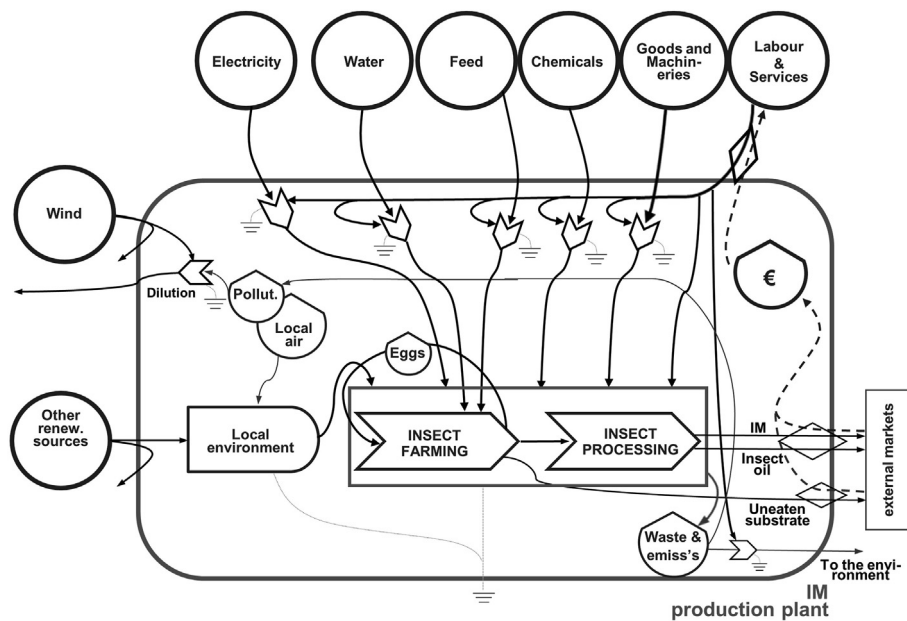 Electricity
Water
Feed
Chemicals
Goods and
Machin-
eries
Labour
&
Services
Wind
Dilution
Pollut.
Local
air
€
Eggs
Other
renew.
sources
Local
environment
INSECT
FARMING
INSECT
PROCESSING
IM
Insect
oil
Uneaten
substrate
external markets
Waste &
emiss's
To the envi-
ronment
IM
production plant